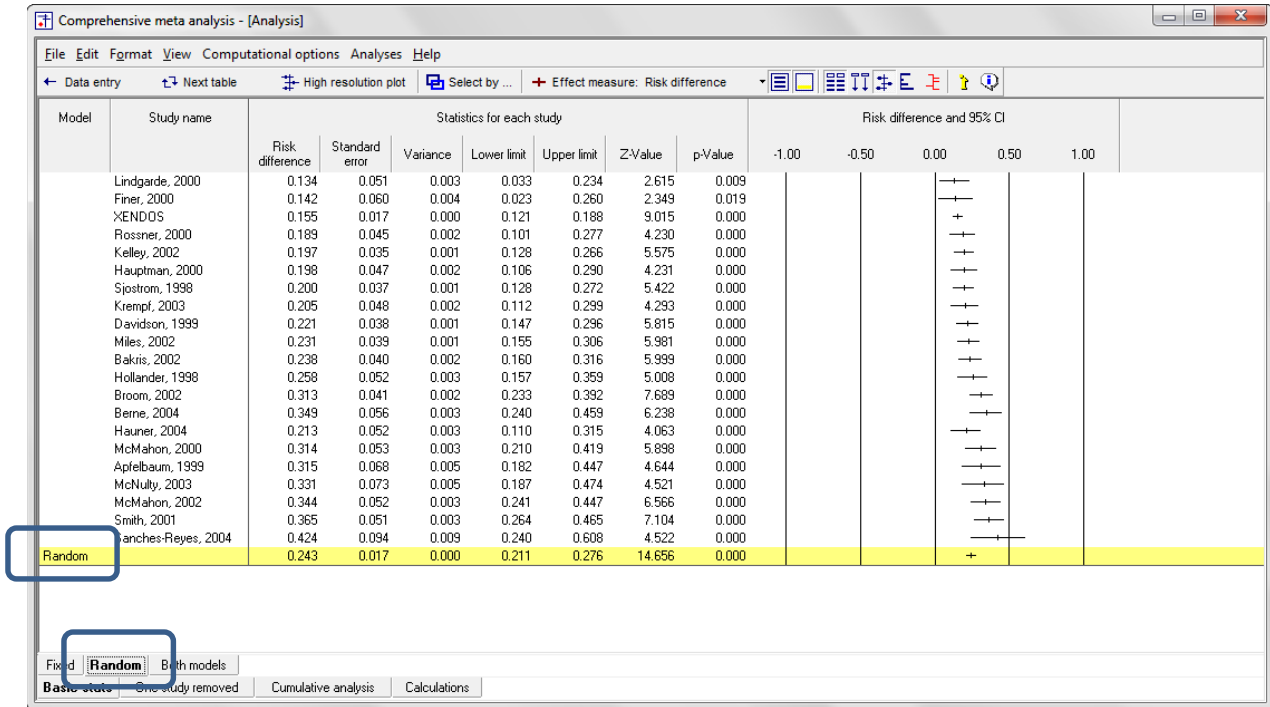 Comprehensive meta analysis - [Analysis]
File Edit Format View Computational options Analyses Help
Data entry Next table High resolution plot Select by ... Effect measure: Risk difference
Model Study name Statistics for each study Risk difference and 95% CI
Risk difference Standard error Variance Lower limit Upper limit Z-Value p-Value -1.00 -0.50 0.00 0.50 1.00
Lindgarde, 2000 0.134 0.051 0.003 0.033 0.234 2.615 0.009
Finer, 2000 0.142 0.060 0.004 0.023 0.260 2.349 0.019
XENDOS 0.155 0.017 0.000 0.121 0.188 9.015 0.000
Rossner, 2000 0.189 0.045 0.002 0.101 0.277 4.230 0.000
Kelley, 2002 0.197 0.035 0.001 0.128 0.266 5.575 0.000
Hauptman, 2000 0.198 0.047 0.002 0.106 0.290 4.231 0.000
Sjostrom, 1998 0.200 0.037 0.001 0.128 0.272 5.422 0.000
Krempf, 2003 0.205 0.048 0.002 0.112 0.299 4.293 0.000
Davidson, 1999 0.221 0.038 0.001 0.147 0.296 5.815 0.000
Miles, 2002 0.231 0.039 0.001 0.155 0.306 5.981 0.000
Bakris, 2002 0.238 0.040 0.002 0.160 0.316 5.999 0.000
Hollander, 1998 0.258 0.052 0.003 0.157 0.359 5.008 0.000
Broom, 2002 0.313 0.041 0.002 0.233 0.392 7.689 0.000
Berne, 2004 0.349 0.056 0.003 0.240 0.459 6.238 0.000
Hauner, 2004 0.213 0.052 0.003 0.110 0.315 4.063 0.000
McMahon, 2000 0.314 0.053 0.003 0.210 0.419 5.898 0.000
Apfelbaum, 1999 0.315 0.068 0.005 0.182 0.447 4.644 0.000
McNulty, 2003 0.331 0.073 0.005 0.187 0.474 4.521 0.000
McMahon, 2002 0.344 0.052 0.003 0.241 0.447 6.566 0.000
Smith, 2001 0.365 0.051 0.003 0.264 0.465 7.104 0.000
Sanches-Reyes, 2004 0.424 0.094 0.009 0.240 0.608 4.522 0.000
Random 0.243 0.017 0.000 0.211 0.276 14.656 0.000
Fixed Random Both models
Basic stats One study removed Cumulative analysis Calculations